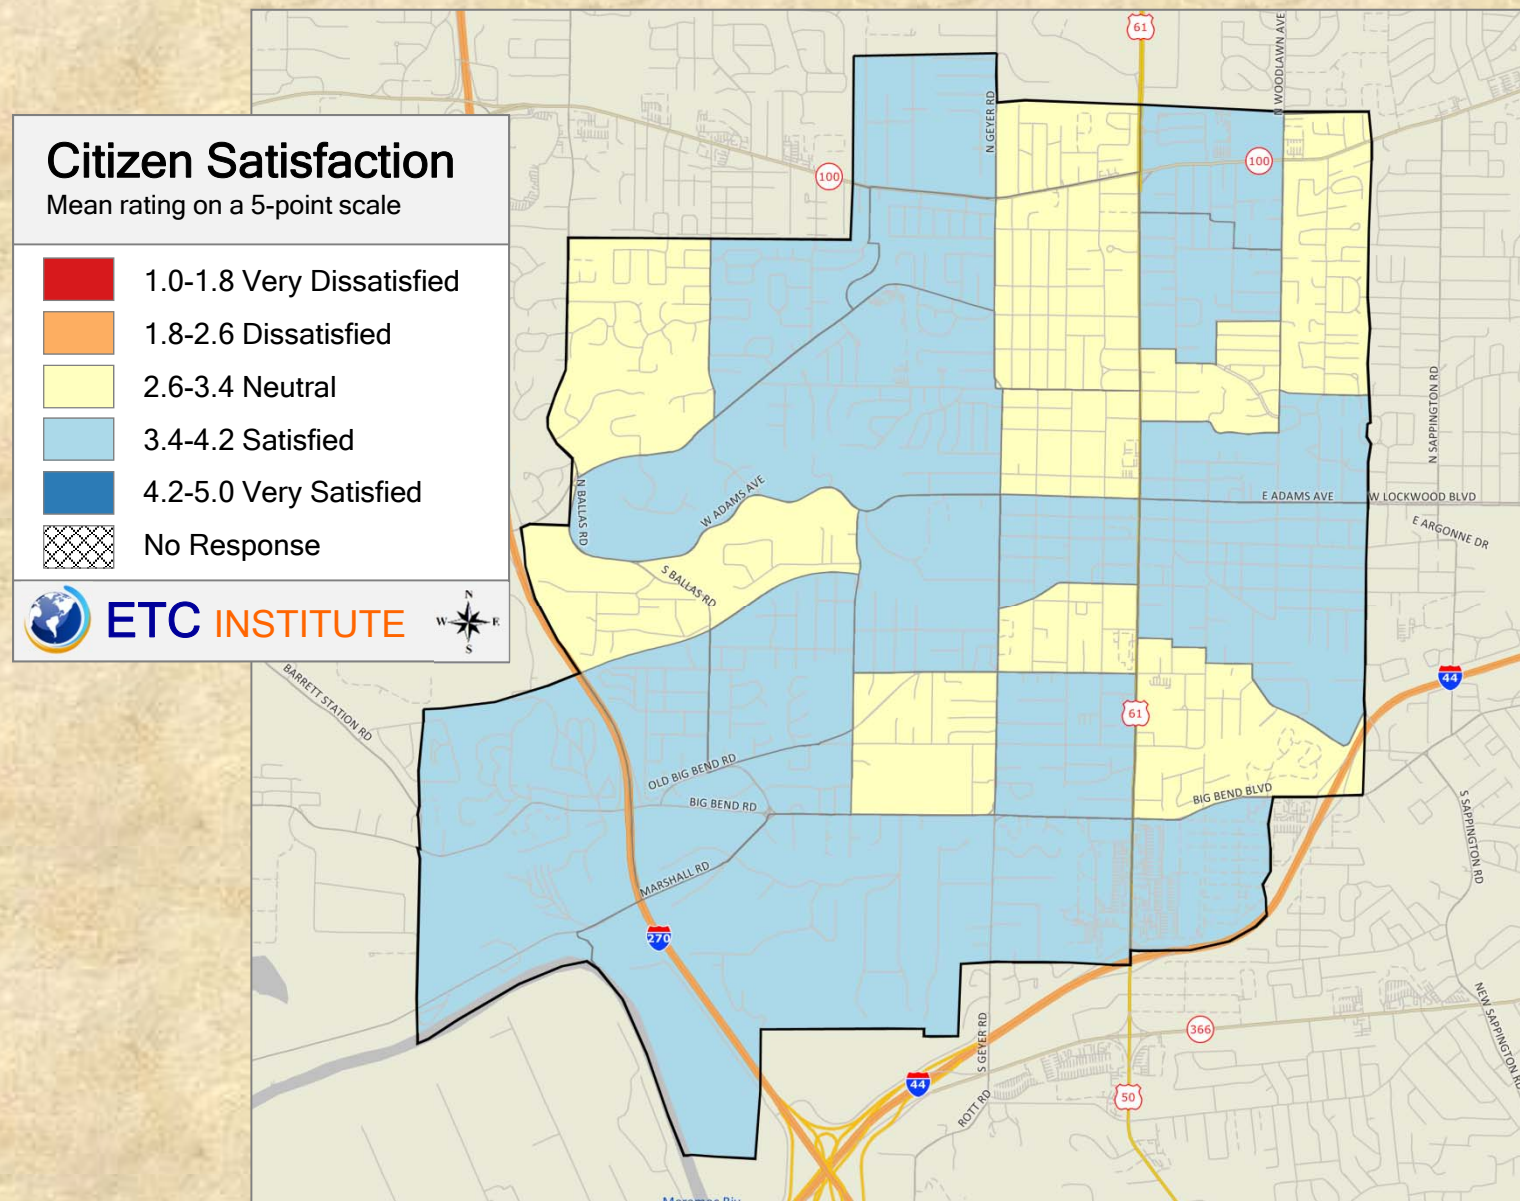 Citizen Satisfaction
Mean rating on a 5-point scale
1.0-1.8 Very Dissatisfied
1.8-2.6 Dissatisfied
2.6-3.4 Neutral
3.4-4.2 Satisfied
4.2-5.0 Very Satisfied
No Response
ETC INSTITUTE
N
W
E
S
61
N WOODLAWN AVE
N GEYER RD
100
100
N SAPPINGTON RD
N BALLAS RD
W ADAMS AVE
E ADAMS AVE
W LOCKWOOD BLVD
E ARGONNE DR
S BALLAS RD
BARRETT STATION RD
44
61
OLD BIG BEND RD
BIG BEND RD
BIG BEND BLVD
S SAPPINGTON RD
MARSHALL RD
270
NEW SAPPINGTON RD
S GEYER RD
366
44
50
ROTT RD